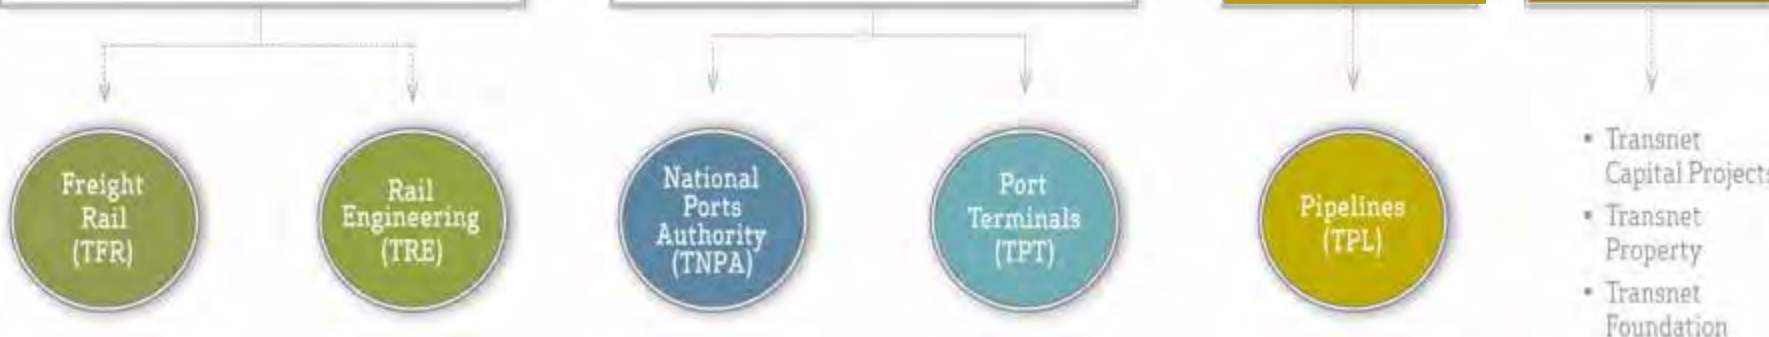 Freight
Rail
(TFR)
Rail
Engineering
(TRE)
National
Ports
Authority
(TNPA)
Port
Terminals
(TPT)
Pipelines
(TPL)
• Transnet
Capital Projects
• Transnet
Property
• Transnet
Foundation